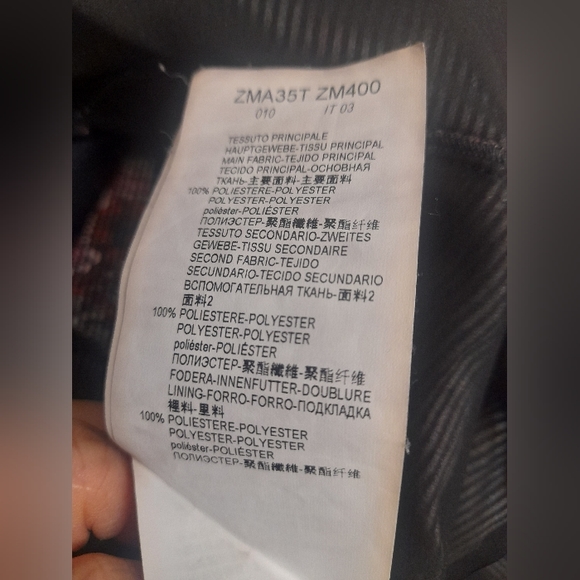 ZMA35T ZM400
010 IT 03
TESSUTO PRINCIPALE
HAUPTGEWEBE-TISSU PRINCIPAL
MAIN FABRIC-TEJIDO PRINCIPAL
TECIDO PRINCIPAL-ОСНОВНАЯ
ТКАНЬ-主要面料-主要面料
100% POLIESTERE-POLYESTER
POLYESTER-POLYESTER
poliéster-POLIÉSTER
ПОЛИЭСТЕР-聚酯纖維-聚酯纤维
TESSUTO SECONDARIO-ZWEITES
GEWEBE-TISSU SECONDAIRE
SECOND FABRIC-TEJIDO
SECUNDARIO-TECIDO SECUNDARIO
ВСПОМОГАТЕЛЬНАЯ ТКАНЬ-面料2
面料2
100% POLIESTERE-POLYESTER
POLYESTER-POLYESTER
poliéster-POLIÉSTER
ПОЛИЭСТЕР-聚酯纖維-聚酯纤维
FODERA-INNENFUTTER-DOUBLURE
LINING-FORRO-FORRO-ПОДКЛАДКА
裡料-里料
100% POLIESTERE-POLYESTER
POLYESTER-POLYESTER
poliéster-POLIÉSTER
ПОЛИЭСТЕР-聚酯纖維-聚酯纤维